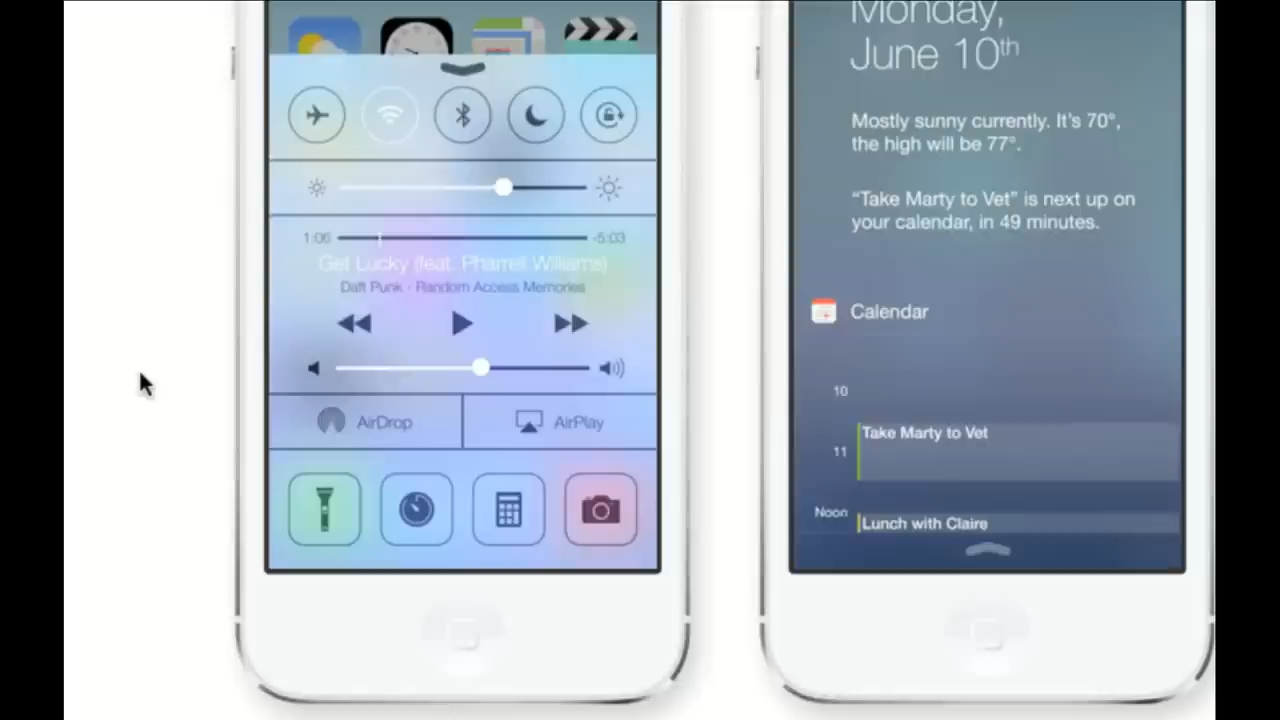 1:06
-5:03
Get Lucky (feat. Pharrell Williams)
Daft Punk - Random Access Memories
AirDrop
AirPlay
Monday,
June 10th
Mostly sunny currently. It's 70°,
the high will be 77°.
“Take Marty to Vet” is next up on
your calendar, in 49 minutes.
Calendar
10
Take Marty to Vet
11
Noon
Lunch with Claire